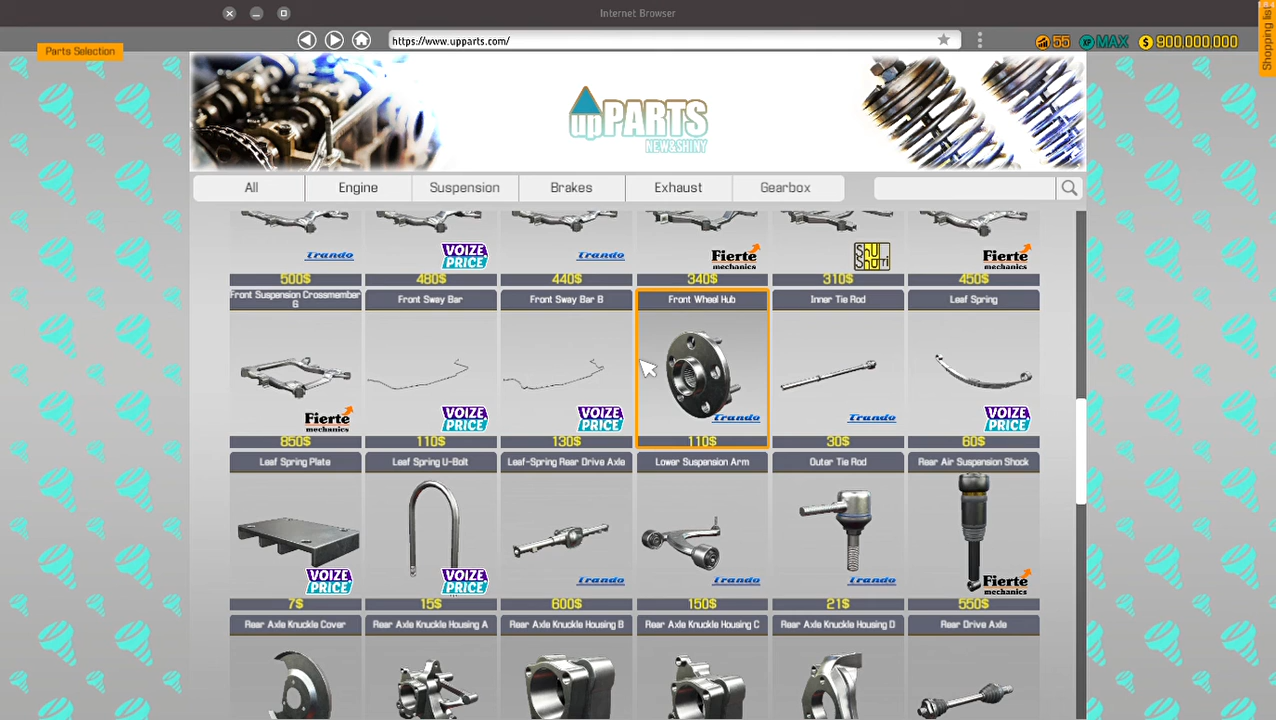 Internet Browser
Shopping list
https://www.upparts.com/
55
XP MAX
$ 900,000,000
Parts Selection
upPARTS
NEW&SHINY
All
Engine
Suspension
Brakes
Exhaust
Gearbox
Trando
VOIZE PRICE
Trando
Fierte mechanics
Fierte mechanics
500$
480$
440$
340$
310$
450$
Front Suspension Crossmember G
Front Sway Bar
Front Sway Bar B
Front Wheel Hub
Inner Tie Rod
Leaf Spring
Fierte mechanics
VOIZE PRICE
VOIZE PRICE
Trando
Trando
VOIZE PRICE
850$
110$
130$
110$
30$
60$
Leaf Spring Plate
Leaf Spring U-Bolt
Leaf-Spring Rear Drive Axle
Lower Suspension Arm
Outer Tie Rod
Rear Air Suspension Shock
VOIZE PRICE
VOIZE PRICE
Trando
Trando
Trando
Fierte mechanics
7$
15$
600$
150$
21$
550$
Rear Axle Knuckle Cover
Rear Axle Knuckle Housing A
Rear Axle Knuckle Housing B
Rear Axle Knuckle Housing C
Rear Axle Knuckle Housing D
Rear Drive Axle